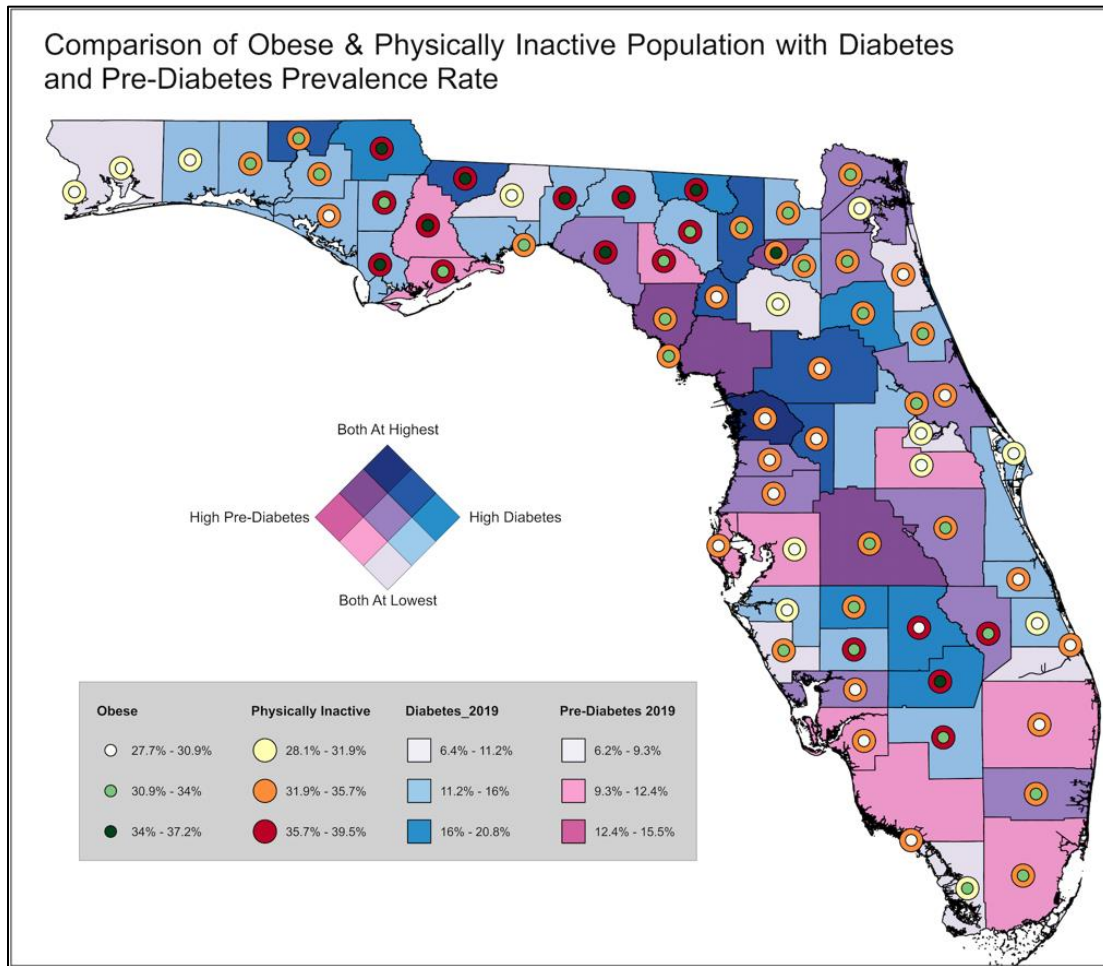 Comparison of Obese & Physically Inactive Population with Diabetes
and Pre-Diabetes Prevalence Rate
Both At Highest
High Pre-Diabetes
High Diabetes
Both At Lowest
Obese Physically Inactive Diabetes_2019 Pre-Diabetes 2019
27.7% - 30.9% 28.1% - 31.9% 6.4% - 11.2% 6.2% - 9.3%
30.9% - 34% 31.9% - 35.7% 11.2% - 16% 9.3% - 12.4%
34% - 37.2% 35.7% - 39.5% 16% - 20.8% 12.4% - 15.5%